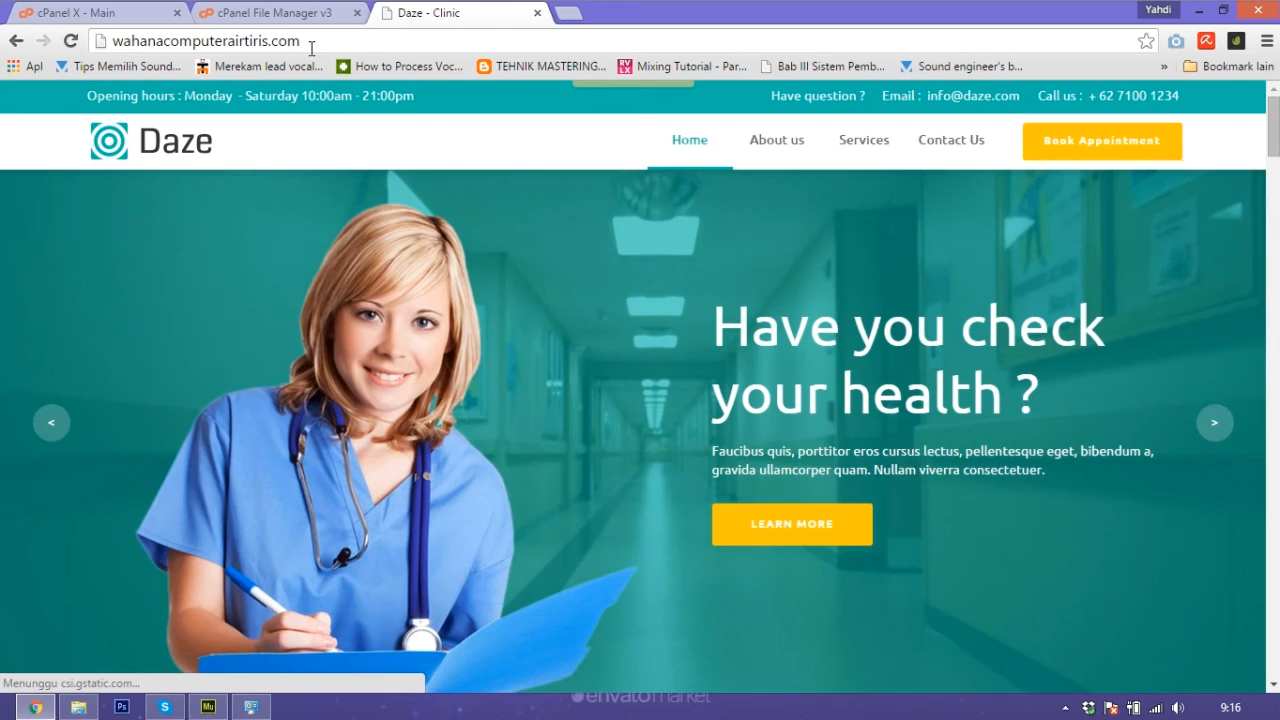 cPanel X - Main
cPanel File Manager v3
Daze - Clinic
Yahdi
wahanacomputerairtiris.com
Apl
Tips Memilih Sound...
Merekam lead vocal...
How to Process Voc...
TEHNIK MASTERING...
Mixing Tutorial - Par...
Bab III Sistem Pemb...
Sound engineer's b...
»
Bookmark lain
Opening hours : Monday - Saturday 10:00am - 21:00pm
Have question ? Email : info@daze.com Call us : + 62 7100 1234
Daze
Home About us Services Contact Us Book Appointment
Have you check
your health ?
< >
Faucibus quis, porttitor eros cursus lectus, pellentesque eget, bibendum a,
gravida ullamcorper quam. Nullam viverra consectetuer.
LEARN MORE
Menunggu csi.gstatic.com...
envatomarket
Ps
S
Mu
9:16